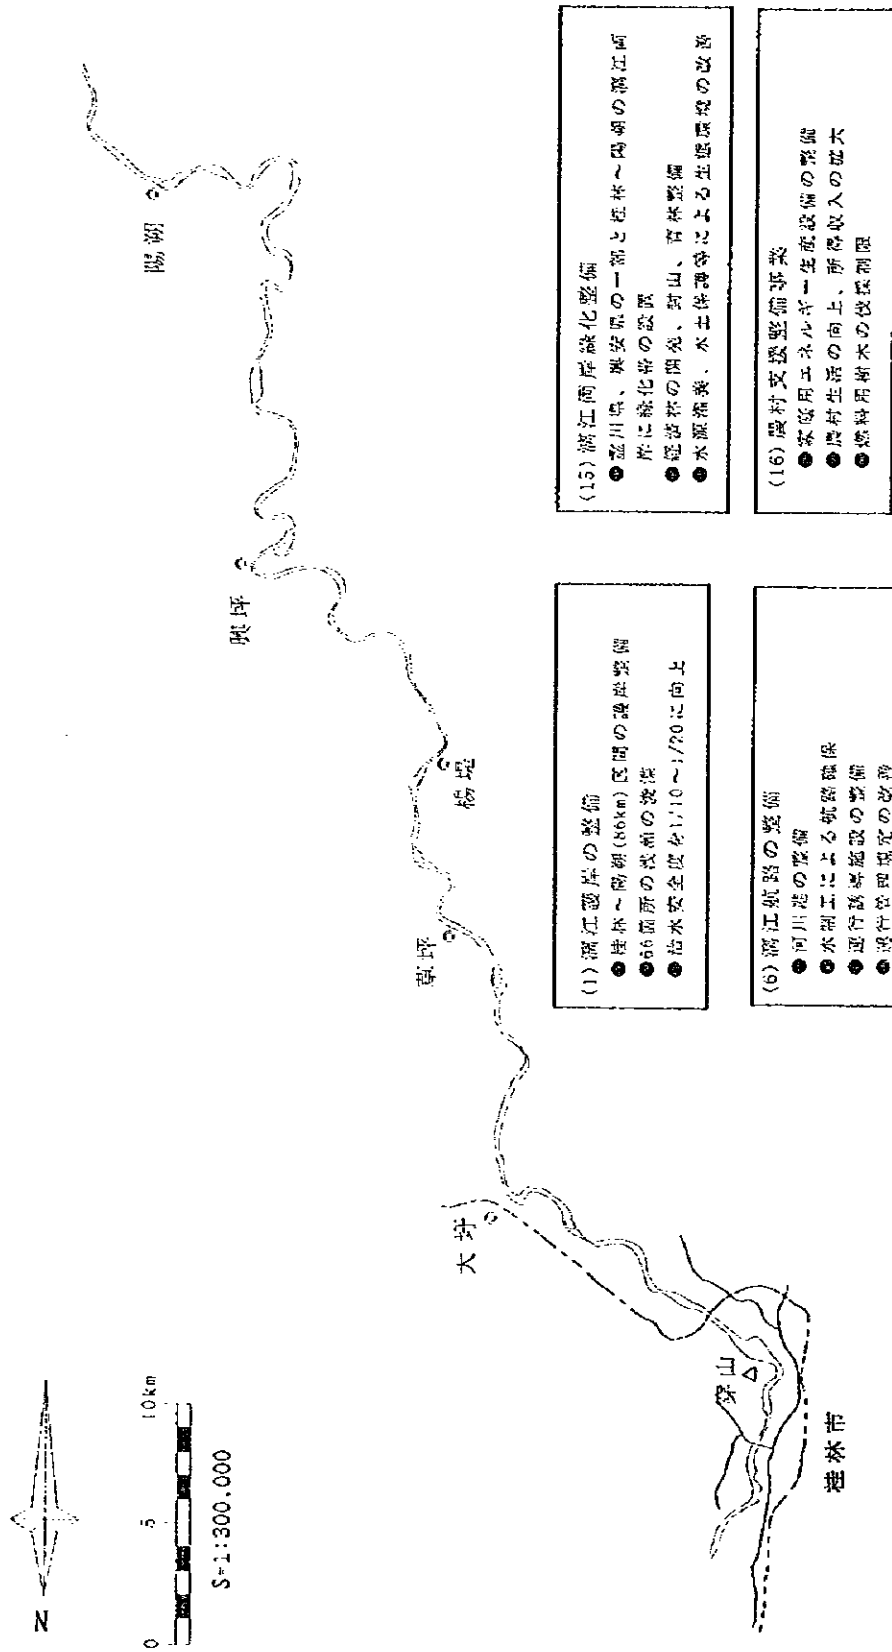 N
0 5 10km
S=1:300,000
陽朔
興坪
楊堤
草坪
大圩
穿山
桂林市
(1) 漓江護岸の整備
●桂林～陽朔(86km)区間の護岸整備
●66箇所の浅瀬の浚渫
●治水安全度を1/10～1/20に向上
(6) 漓江航路の整備
●河川港の整備
●水制工による航路確保
●運行誘導施設の整備
●運行管理規定の改善
(15) 漓江両岸緑化整備
●霊川県、興安県の一部と桂林～陽朔の漓江両
岸に緑化帯の設置
●経済林の開発、封山、育林整備
●水源涵養、水土保護等による生態環境の改善
(16) 農村支援整備事業
●家庭用エネルギー生産設備の整備
●農村生活の向上、所得収入の拡大
●燃料用樹木の伐採制限